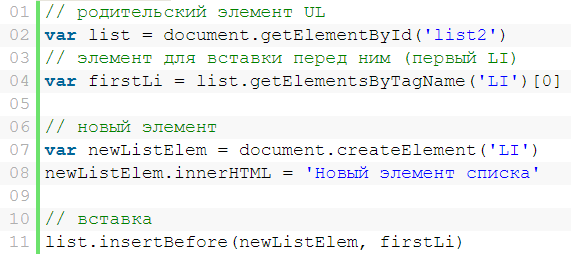 01 // родительский элемент UL
02 var list = document.getElementById('list2')
03 // элемент для вставки перед ним (первый LI)
04 var firstLi = list.getElementsByTagName('LI')[0]
05
06 // новый элемент
07 var newListElem = document.createElement('LI')
08 newListElem.innerHTML = 'Новый элемент списка'
09
10 // вставка
11 list.insertBefore(newListElem, firstLi)